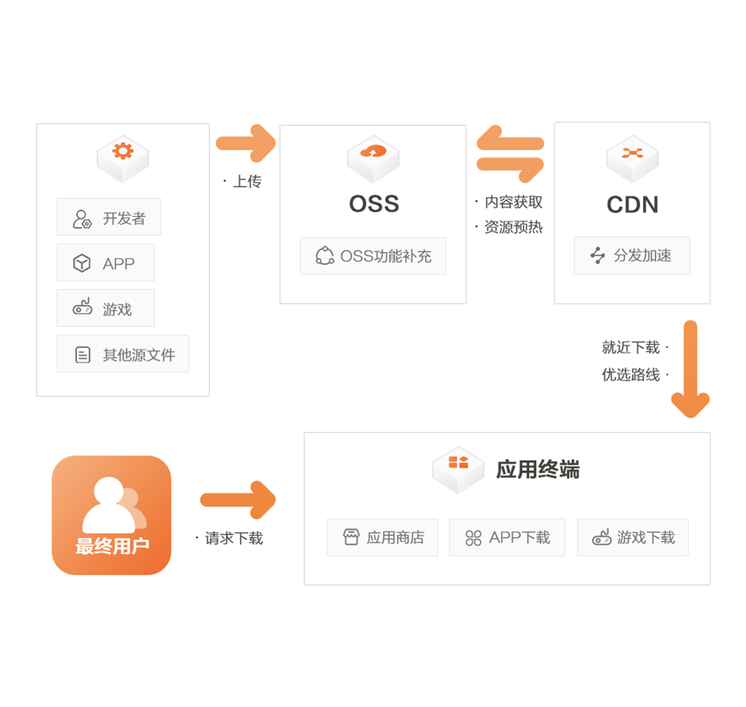 开发者
APP
游戏
其他源文件
· 上传
OSS
OSS功能补充
· 内容获取
· 资源预热
CDN
分发加速
就近下载 ·
优选路线 ·
最终用户
· 请求下载
应用终端
应用商店
APP下载
游戏下载